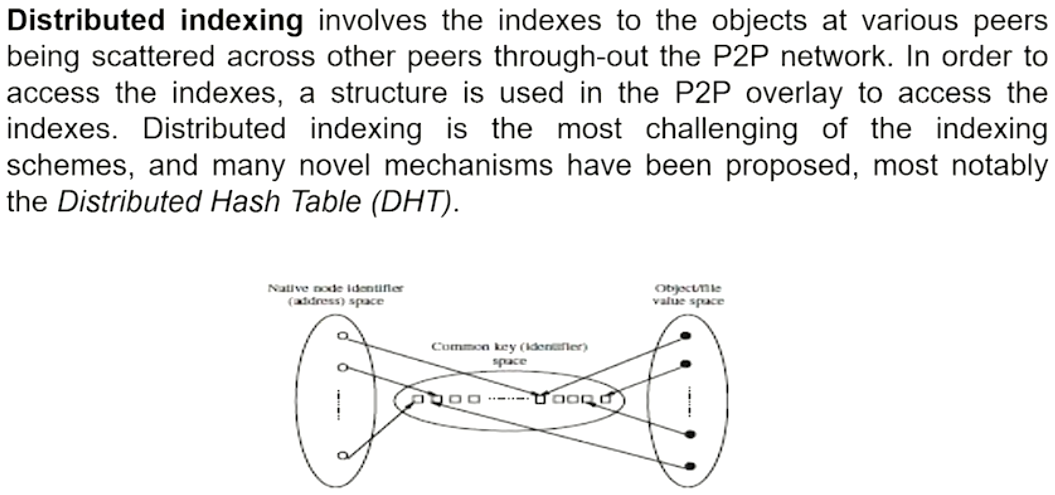 Distributed indexing involves the indexes to the objects at various peers
being scattered across other peers through-out the P2P network. In order to
access the indexes, a structure is used in the P2P overlay to access the
indexes. Distributed indexing is the most challenging of the indexing
schemes, and many novel mechanisms have been proposed, most notably
the Distributed Hash Table (DHT).
Native node identifier
(address) space
Object/file
value space
Common key (identifier)
space